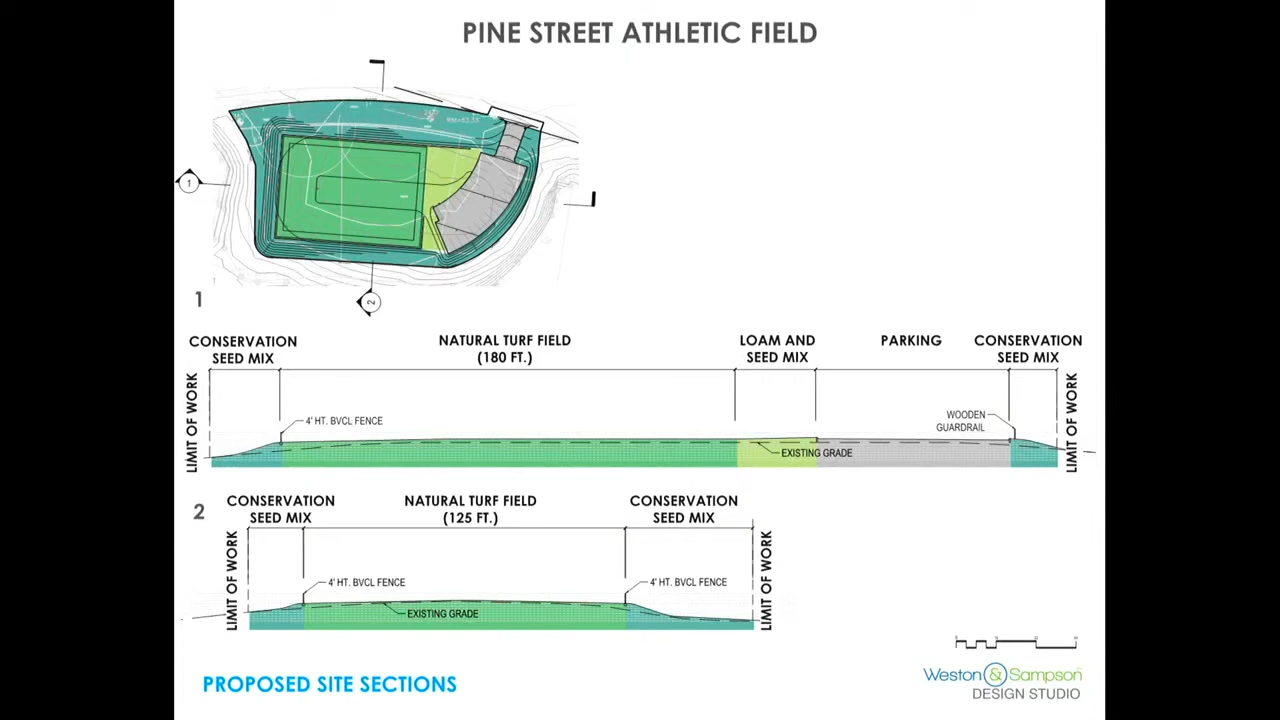 PINE STREET ATHLETIC FIELD
1
2
1
CONSERVATION
SEED MIX
NATURAL TURF FIELD
(180 FT.)
LOAM AND
SEED MIX
PARKING
CONSERVATION
SEED MIX
LIMIT OF WORK
4' HT. BVCL FENCE
WOODEN
GUARDRAIL
EXISTING GRADE
LIMIT OF WORK
2
CONSERVATION
SEED MIX
NATURAL TURF FIELD
(125 FT.)
CONSERVATION
SEED MIX
LIMIT OF WORK
4' HT. BVCL FENCE
4' HT. BVCL FENCE
EXISTING GRADE
LIMIT OF WORK
PROPOSED SITE SECTIONS
Weston & Sampson
DESIGN STUDIO